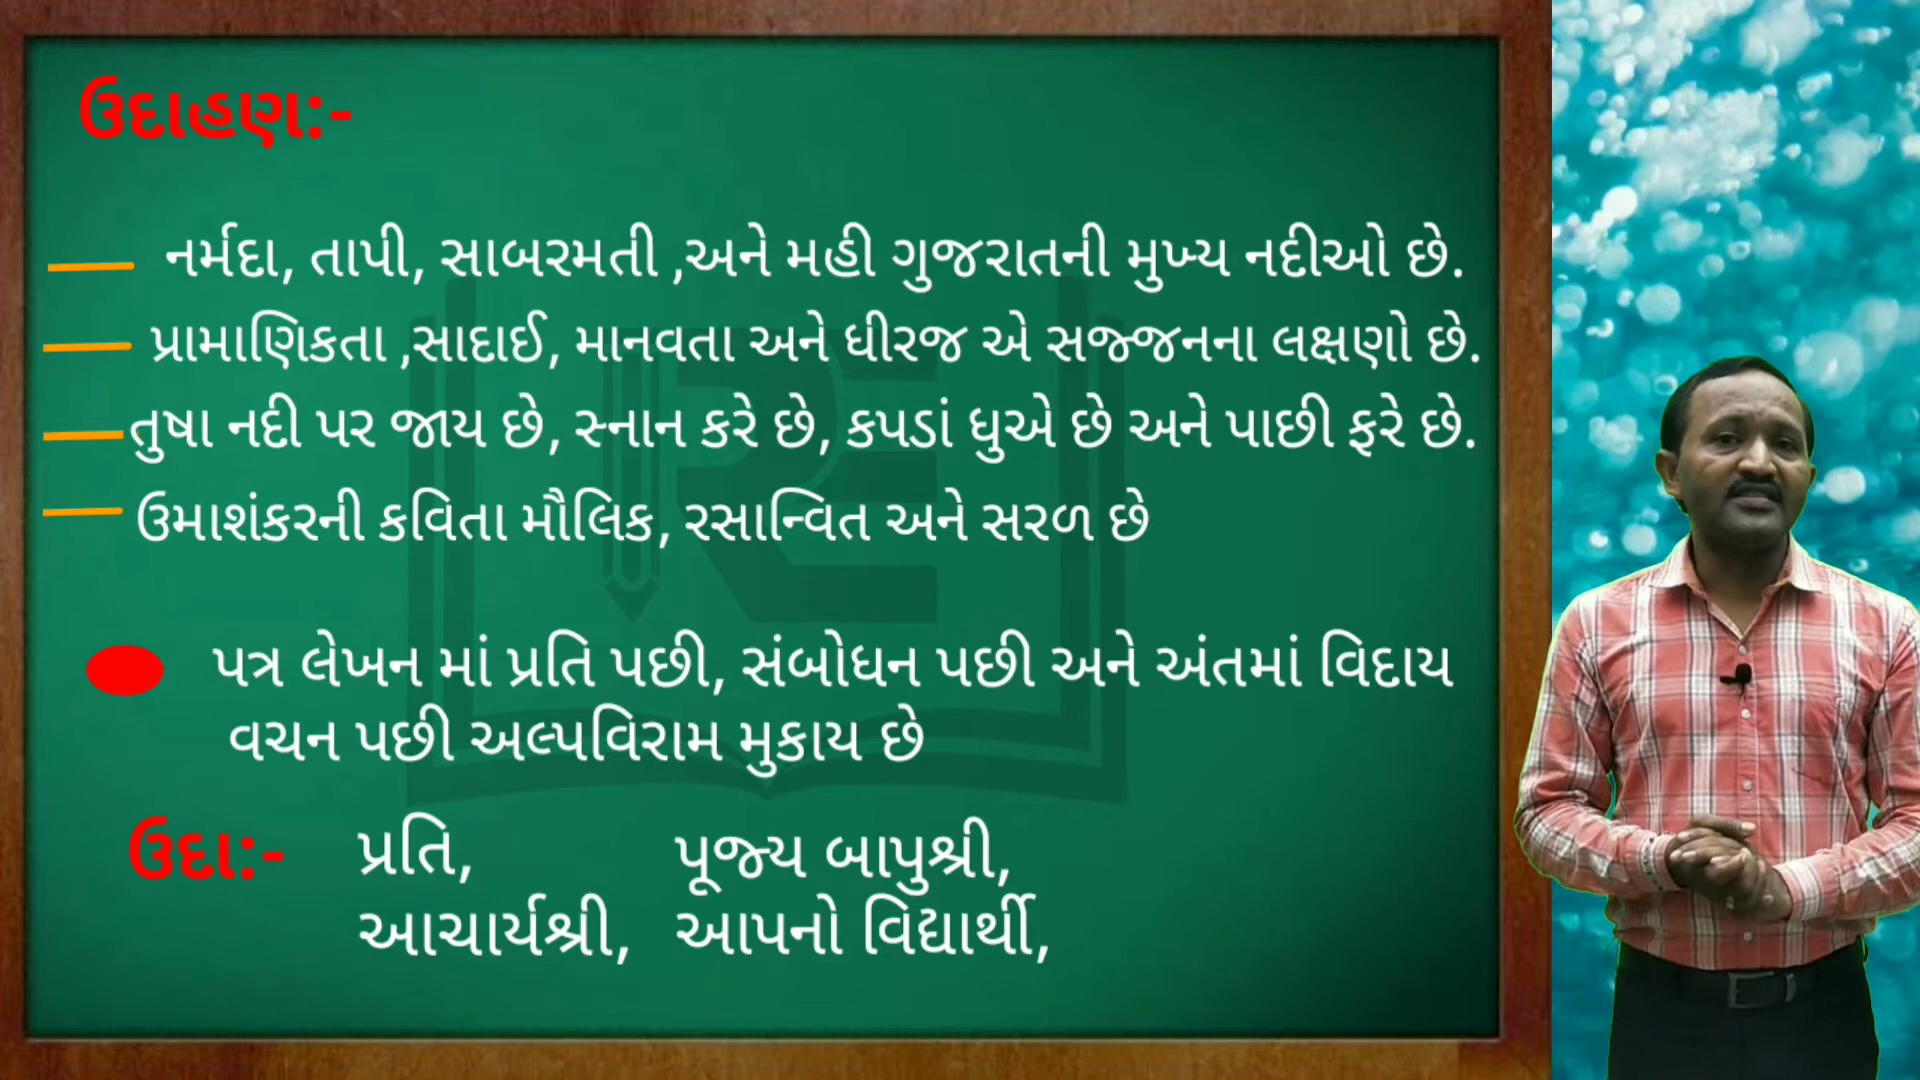 ઉદાહણ:-
નર્મદા, તાપી, સાબરમતી ,અને મહી ગુજરાતની મુખ્ય નદીઓ છે.
પ્રામાણિકતા ,સાદાઈ, માનવતા અને ધીરજ એ સજ્જનના લક્ષણો છે.
તુષા નદી પર જાય છે, સ્નાન કરે છે, કપડાં ધુએ છે અને પાછી ફરે છે.
ઉમાશંકરની કવિતા મૌલિક, રસાન્વિત અને સરળ છે
પત્ર લેખન માં પ્રતિ પછી, સંબોધન પછી અને અંતમાં વિદાય
વચન પછી અલ્પવિરામ મુકાય છે
ઉદા:- પ્રતિ, પૂજ્ય બાપુશ્રી,
આચાર્યશ્રી, આપનો વિદ્યાર્થી,